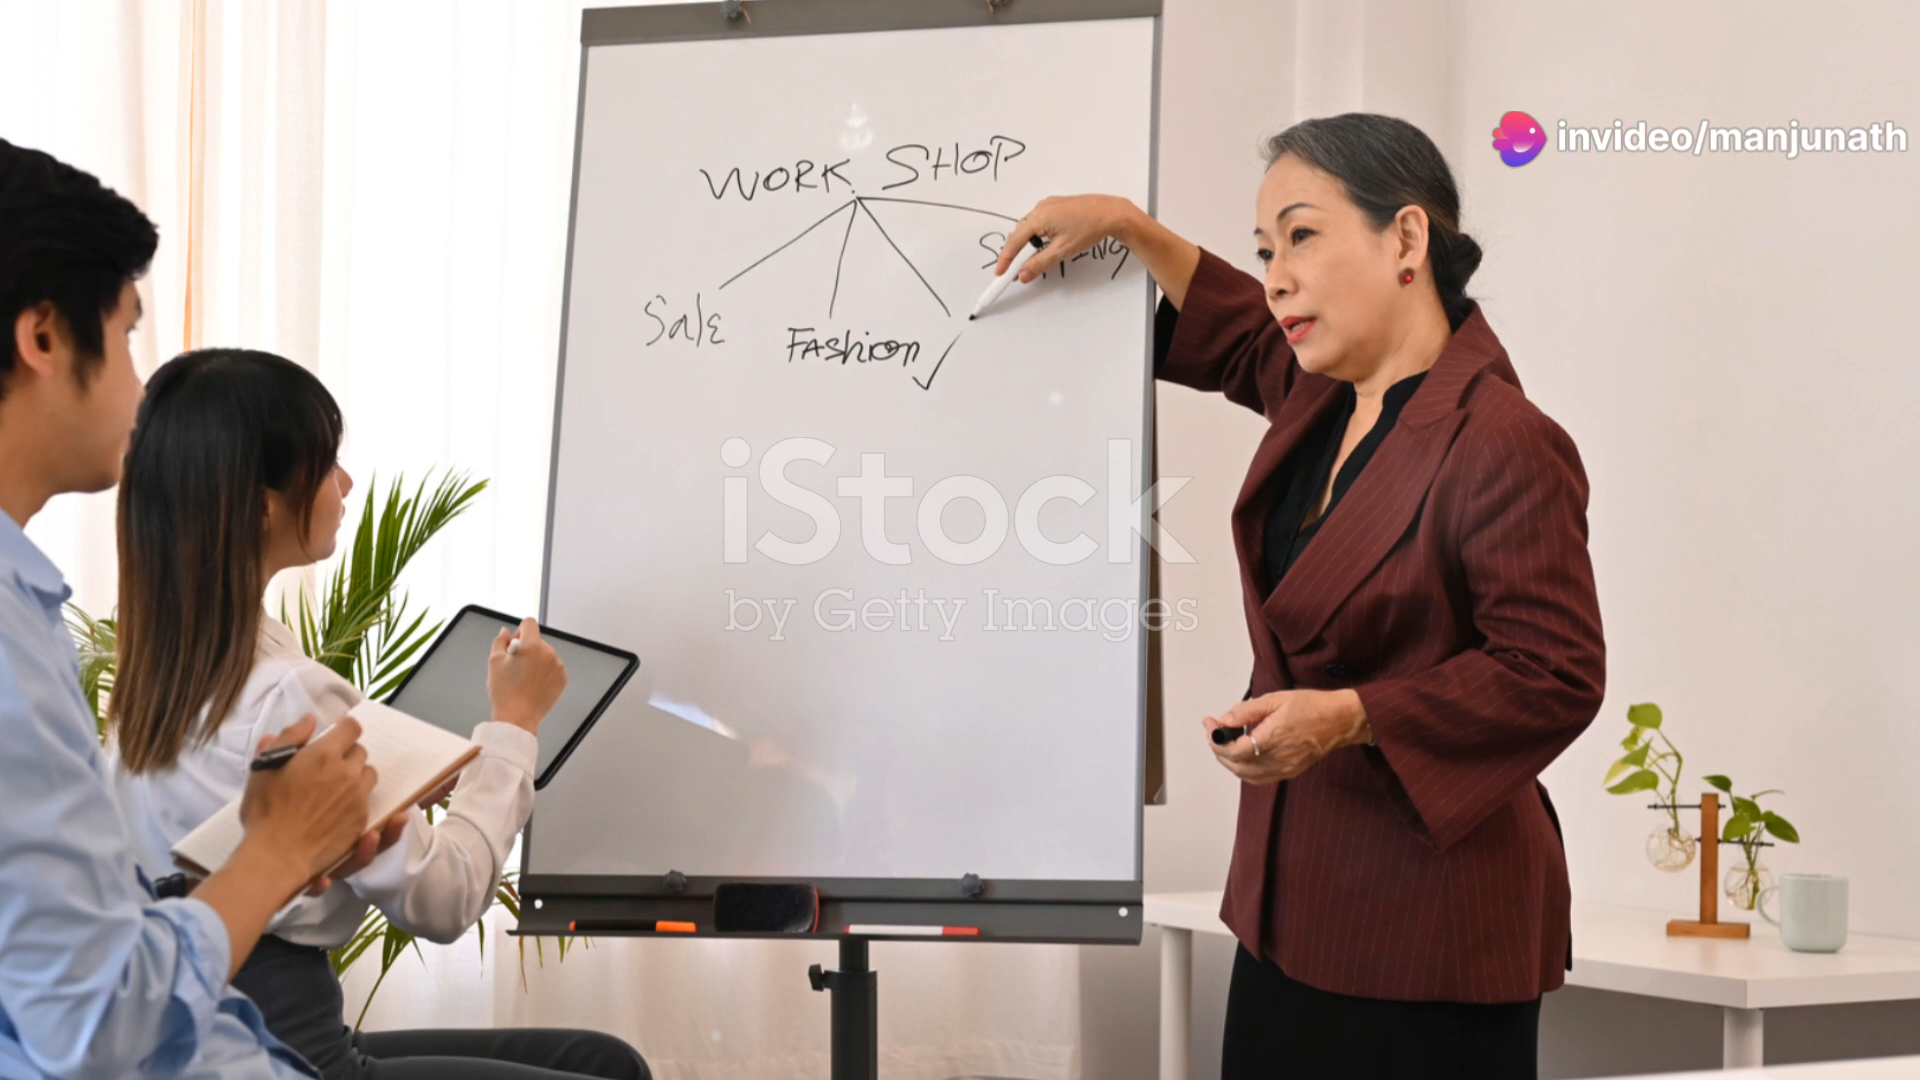 invideo/manjunath
WORK SHOP
Sale
Fashion
iStock
by Getty Images